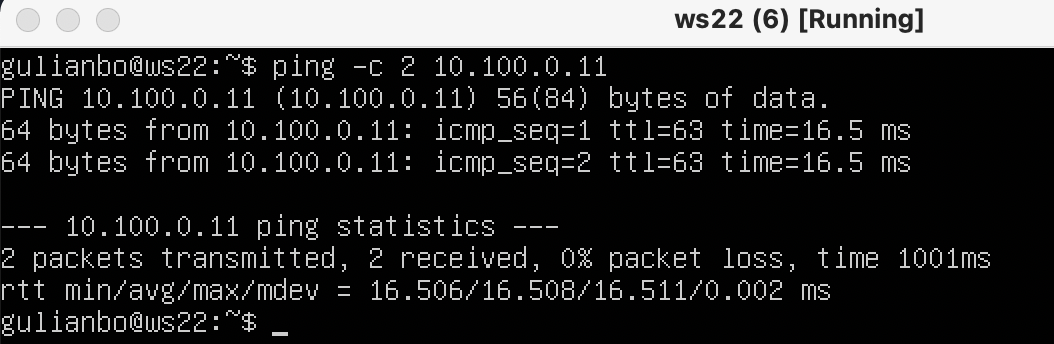 ws22 (6) [Running]
gulianbo@ws22:~$ ping -c 2 10.100.0.11
PING 10.100.0.11 (10.100.0.11) 56(84) bytes of data.
64 bytes from 10.100.0.11: icmp_seq=1 ttl=63 time=16.5 ms
64 bytes from 10.100.0.11: icmp_seq=2 ttl=63 time=16.5 ms
--- 10.100.0.11 ping statistics ---
2 packets transmitted, 2 received, 0% packet loss, time 1001ms
rtt min/avg/max/mdev = 16.506/16.508/16.511/0.002 ms
gulianbo@ws22:~$ _